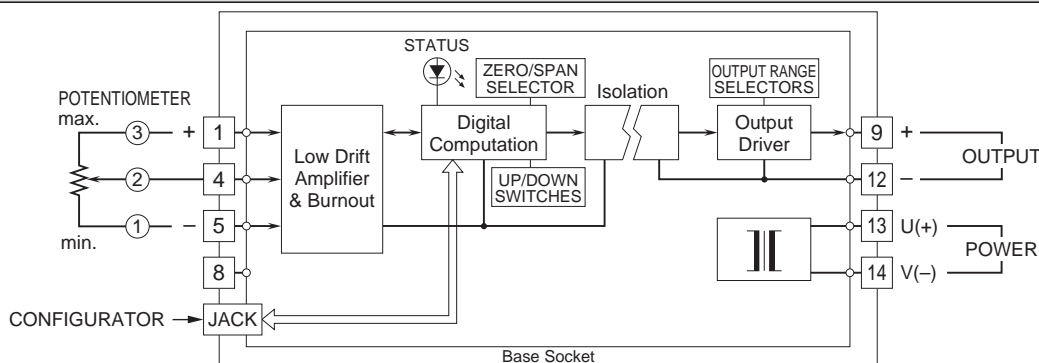 STATUS
ZERO/SPAN
SELECTOR
OUTPUT RANGE
SELECTORS
Isolation
POTENTIOMETER
max.
3
+
1
Low Drift
Amplifier
& Burnout
Digital
Computation
Output
Driver
9
+
OUTPUT
2
4
UP/DOWN
SWITCHES
12
–
1
–
5
min.
13
U(+)
POWER
8
14
V(–)
CONFIGURATOR
JACK
Base Socket